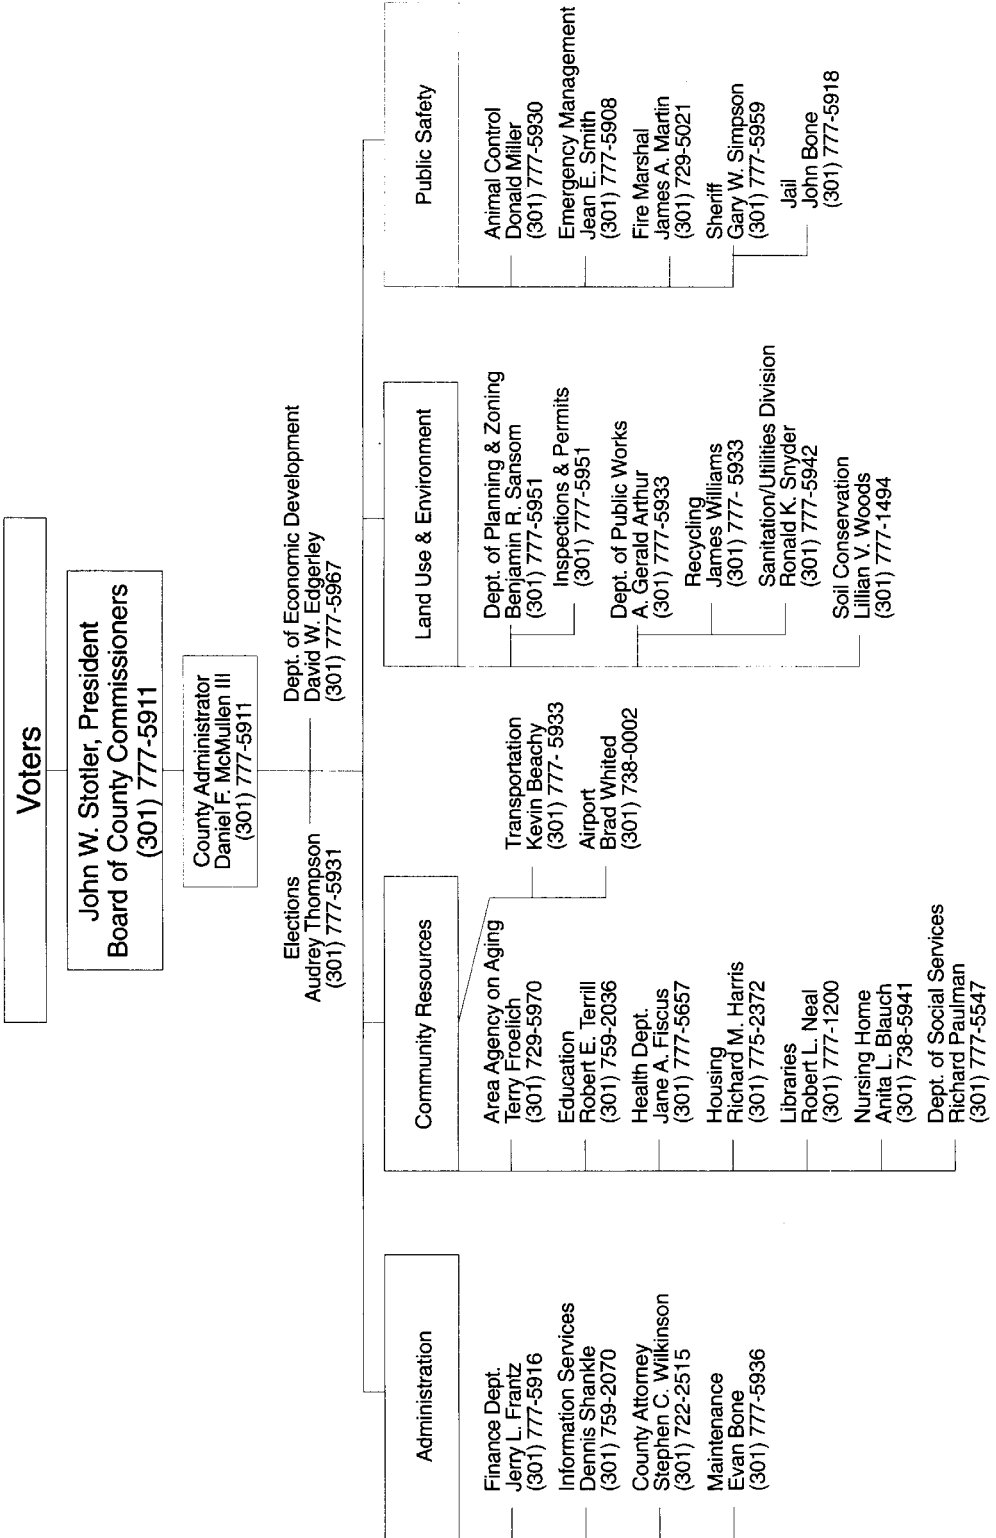 Voters
John W. Stotler, President
Board of County Commissioners
(301) 777-5911
County Administrator
Daniel F. McMullen III
(301) 777-5911
Elections
Audrey Thompson
(301) 777-5931
Dept. of Economic Development
David W. Edgerley
(301) 777-5967
Administration
Finance Dept.
Jerry L. Frantz
(301) 777-5916
Information Services
Dennis Shankle
(301) 759-2070
County Attorney
Stephen C. Wilkinson
(301) 722-2515
Maintenance
Evan Bone
(301) 777-5936
Community Resources
Area Agency on Aging
Terry Froelich
(301) 729-5970
Education
Robert E. Terrill
(301) 759-2036
Health Dept.
Jane A. Fiscus
(301) 777-5657
Housing
Richard M. Harris
(301) 775-2372
Libraries
Robert L. Neal
(301) 777-1200
Nursing Home
Anita L. Blauch
(301) 738-5941
Dept. of Social Services
Richard Paulman
(301) 777-5547
Transportation
Kevin Beachy
(301) 777- 5933
Airport
Brad Whited
(301) 738-0002
Land Use & Environment
Dept. of Planning & Zoning
Benjamin R. Sansom
(301) 777-5951
Inspections & Permits
(301) 777-5951
Dept. of Public Works
A. Gerald Arthur
(301) 777-5933
Recycling
James Williams
(301) 777- 5933
Sanitation/Utilities Division
Ronald K. Snyder
(301) 777-5942
Soil Conservation
Lillian V. Woods
(301) 777-1494
Public Safety
Animal Control
Donald Miller
(301) 777-5930
Emergency Management
Jean E. Smith
(301) 777-5908
Fire Marshal
James A. Martin
(301) 729-5021
Sheriff
Gary W. Simpson
(301) 777-5959
Jail
John Bone
(301) 777-5918